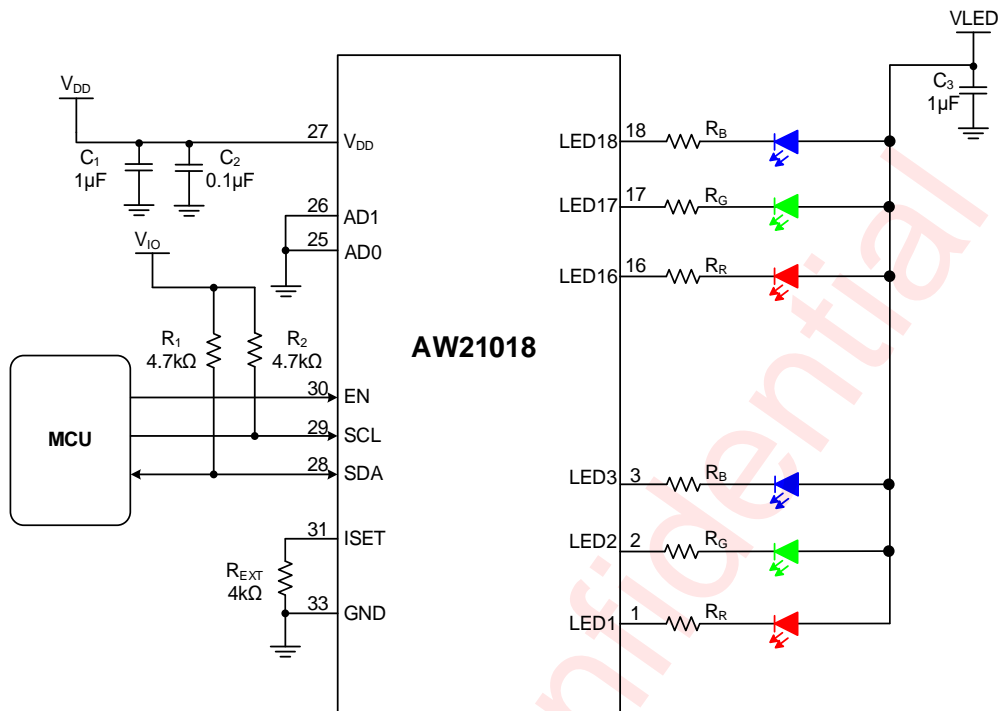 VLED
C3
1µF
VDD
C1
1µF
C2
0.1µF
27
VDD
26
AD1
25
AD0
VIO
R1
4.7kΩ
R2
4.7kΩ
AW21018
MCU
30
EN
29
SCL
28
SDA
31
ISET
REXT
4kΩ
33
GND
LED18
18
RB
LED17
17
RG
LED16
16
RR
LED3
3
RB
LED2
2
RG
LED1
1
RR
nfidential